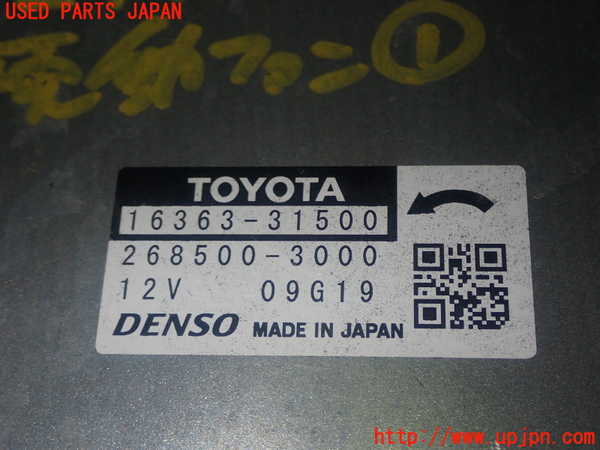 USED PARTS JAPAN
電動ファン①
TOYOTA
16363-31500
268500-3000
12V 09G19
DENSO MADE IN JAPAN
http://www.upjpn.com